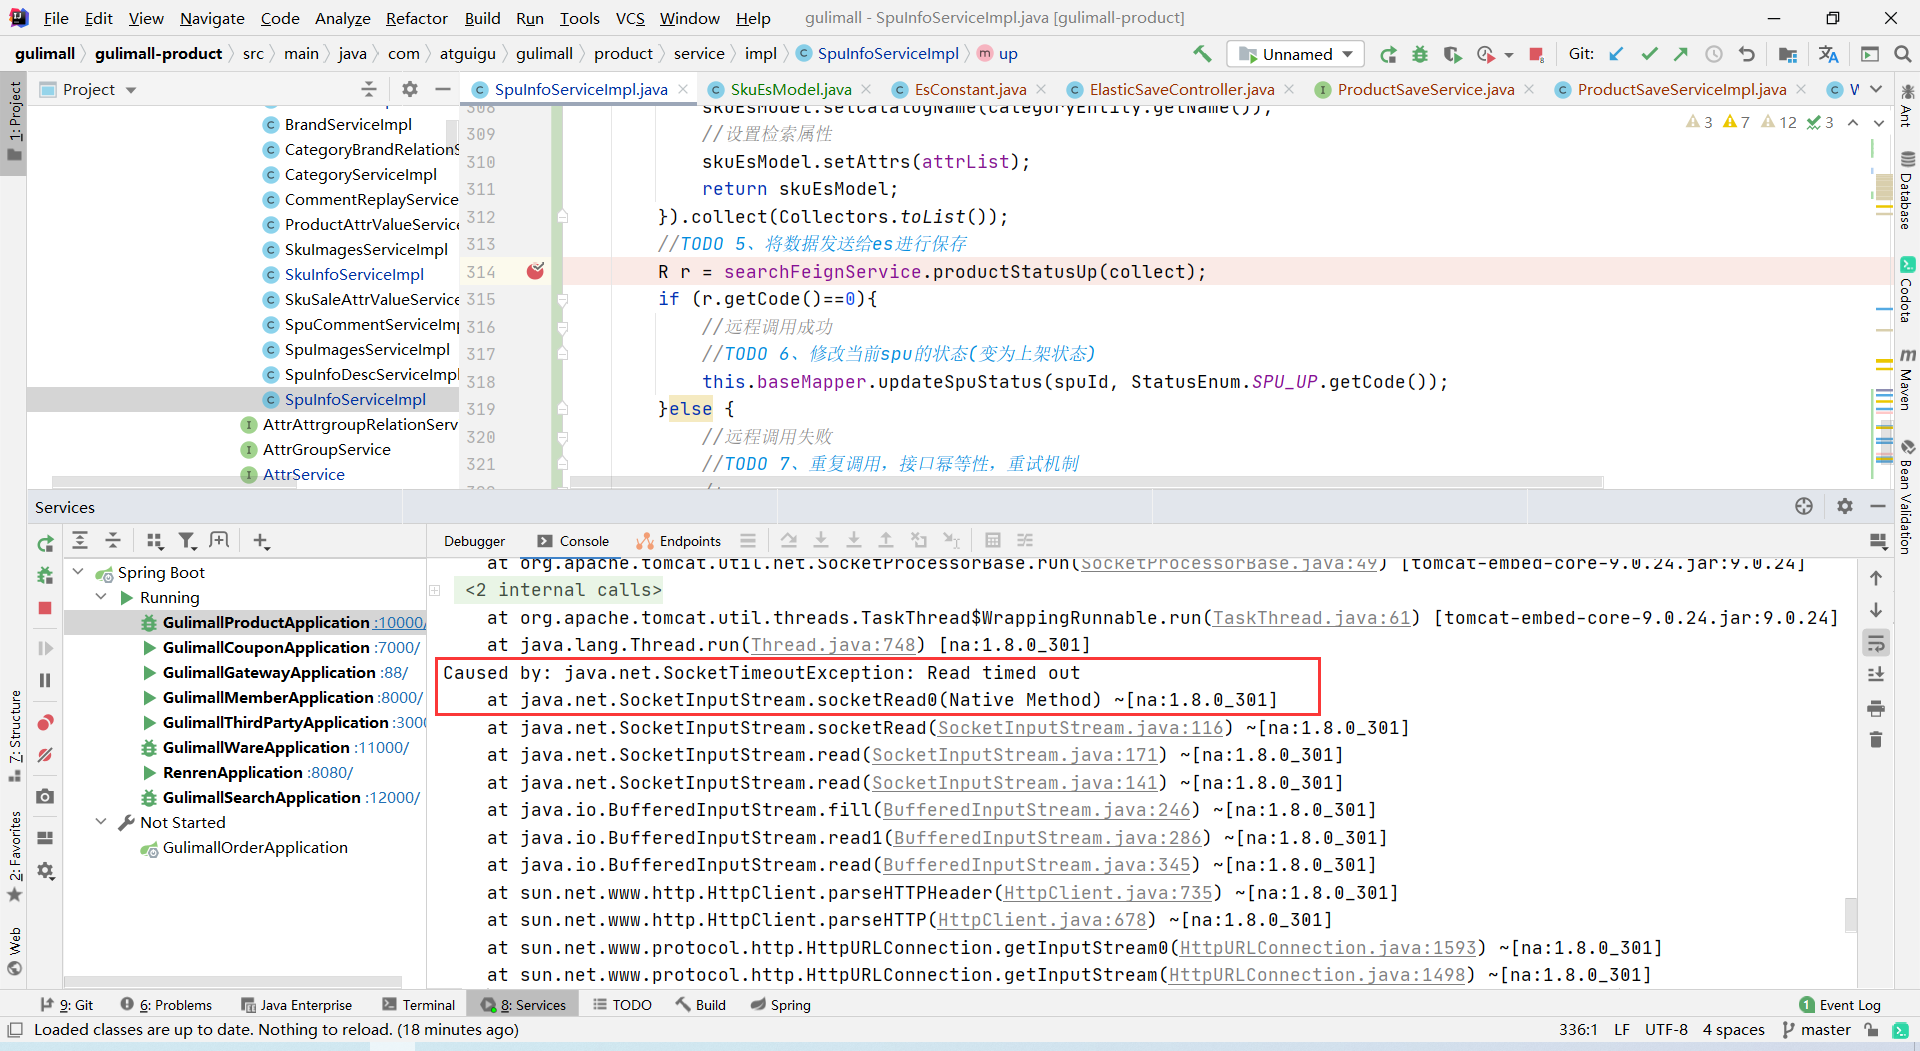 File Edit View Navigate Code Analyze Refactor Build Run Tools VCS Window Help gulimall - SpuInfoServiceImpl.java [gulimall-product]
gulimall gulimall-product src main java com atguigu gulimall product service impl SpuInfoServiceImpl up Unnamed Git:
Project
SpuInfoServiceImpl.java SkuEsModel.java EsConstant.java ElasticSaveController.java ProductSaveService.java ProductSaveServiceImpl.java
1: Project
BrandServiceImpl
CategoryBrandRelationS
CategoryServiceImpl
CommentReplayService
ProductAttrValueService
SkuImagesServiceImpl
SkuInfoServiceImpl
SkuSaleAttrValueService
SpuCommentServiceImp
SpuImagesServiceImpl
SpuInfoDescServiceImpl
SpuInfoServiceImpl
AttrAttrgroupRelationServ
AttrGroupService
AttrService
3 7 12 3
308 skuEsModel.setCatalogName(CategoryEntity.getName());
309 //设置检索属性
310 skuEsModel.setAttrs(attrList);
311 return skuEsModel;
312 }).collect(Collectors.toList());
313 //TODO 5、将数据发送给es进行保存
314 R r = searchFeignService.productStatusUp(collect);
315 if (r.getCode()==0){
316 //远程调用成功
317 //TODO 6、修改当前spu的状态(变为上架状态)
318 this.baseMapper.updateSpuStatus(spuId, StatusEnum.SPU_UP.getCode());
319 }else {
320 //远程调用失败
321 //TODO 7、重复调用，接口幂等性，重试机制
Ant
Database
Codota
Maven
Bean Validation
Services
Spring Boot
Running
GulimallProductApplication :10000/
GulimallCouponApplication :7000/
GulimallGatewayApplication :88/
GulimallMemberApplication :8000/
GulimallThirdPartyApplication :3000
GulimallWareApplication :11000/
RenrenApplication :8080/
GulimallSearchApplication :12000/
Not Started
GulimallOrderApplication
Debugger Console Endpoints
at org.apache.tomcat.util.net.SocketProcessorBase.run(SocketProcessorBase.java:49) [tomcat-embed-core-9.0.24.jar:9.0.24]
<2 internal calls>
at org.apache.tomcat.util.threads.TaskThread$WrappingRunnable.run(TaskThread.java:61) [tomcat-embed-core-9.0.24.jar:9.0.24]
at java.lang.Thread.run(Thread.java:748) [na:1.8.0_301]
Caused by: java.net.SocketTimeoutException: Read timed out
at java.net.SocketInputStream.socketRead0(Native Method) ~[na:1.8.0_301]
at java.net.SocketInputStream.socketRead(SocketInputStream.java:116) ~[na:1.8.0_301]
at java.net.SocketInputStream.read(SocketInputStream.java:171) ~[na:1.8.0_301]
at java.net.SocketInputStream.read(SocketInputStream.java:141) ~[na:1.8.0_301]
at java.io.BufferedInputStream.fill(BufferedInputStream.java:246) ~[na:1.8.0_301]
at java.io.BufferedInputStream.read1(BufferedInputStream.java:286) ~[na:1.8.0_301]
at java.io.BufferedInputStream.read(BufferedInputStream.java:345) ~[na:1.8.0_301]
at sun.net.www.http.HttpClient.parseHTTPHeader(HttpClient.java:735) ~[na:1.8.0_301]
at sun.net.www.http.HttpClient.parseHTTP(HttpClient.java:678) ~[na:1.8.0_301]
at sun.net.www.protocol.http.HttpURLConnection.getInputStream0(HttpURLConnection.java:1593) ~[na:1.8.0_301]
at sun.net.www.protocol.http.HttpURLConnection.getInputStream(HttpURLConnection.java:1498) ~[na:1.8.0_301]
7: Structure
2: Favorites
Web
9: Git 6: Problems Java Enterprise Terminal 8: Services TODO Build Spring 1 Event Log
Loaded classes are up to date. Nothing to reload. (18 minutes ago) 336:1 LF UTF-8 4 spaces master